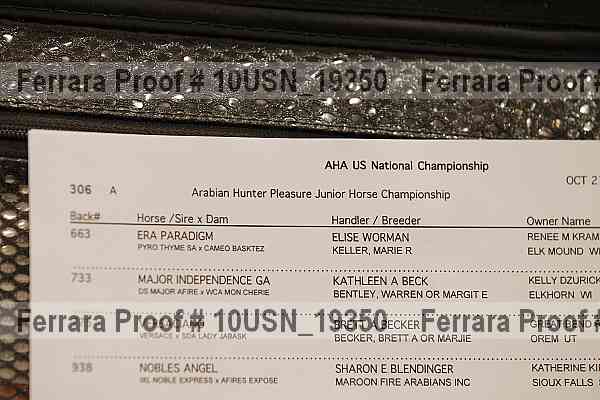 Ferrara Proof # 10USN_19350 Ferrara Proof #
AHA US National Championship
OCT 2
306 A Arabian Hunter Pleasure Junior Horse Championship
Back# Horse /Sire x Dam Handler / Breeder Owner Name
663 ERA PARADIGM ELISE WORMAN RENEE M KRAM
PYRO THYME SA x CAMEO BASKTEZ KELLER, MARIE R ELK MOUND WI
733 MAJOR INDEPENDENCE GA KATHLEEN A BECK KELLY DZURICK
DS MAJOR AFIRE x WCA MON CHERIE BENTLEY, WARREN OR MARGIT E ELKHORN WI
Ferrara Proof # 10USN_19350 Ferrara Proof #
BRETT A BECKER GREAT BEND
VERSACE x SDA LADY JABASK BECKER, BRETT A OR MARJIE OREM UT
938 NOBLES ANGEL SHARON E BLENDINGER KATHERINE KI
IXL NOBLE EXPRESS x AFIRES EXPOSE MAROON FIRE ARABIANS INC SIOUX FALLS